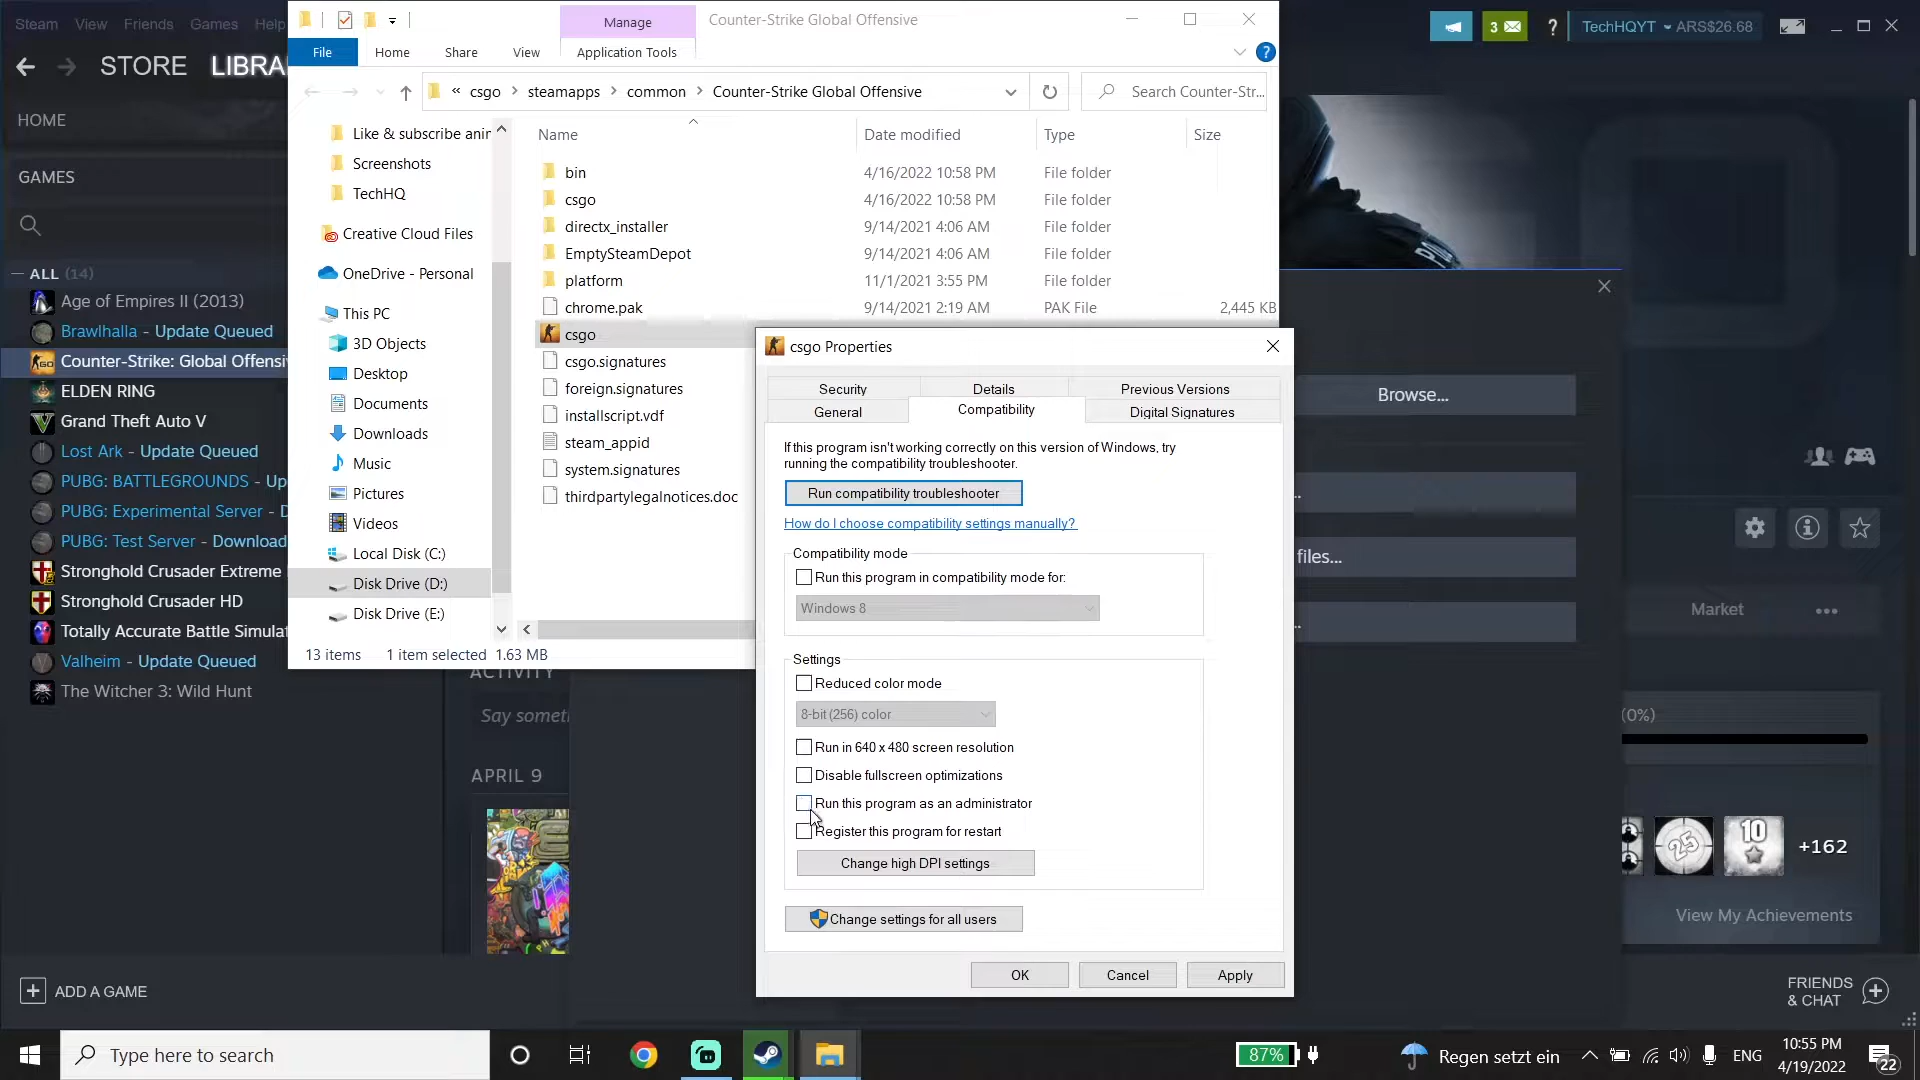 Steam View Friends Games Help
STORE LIBRA
TechHQYT ARS$26.68
3
?
HOME
GAMES
ALL (14)
Age of Empires II (2013)
Brawlhalla - Update Queued
Counter-Strike: Global Offensi
ELDEN RING
Grand Theft Auto V
Lost Ark - Update Queued
PUBG: BATTLEGROUNDS - Up
PUBG: Experimental Server - D
PUBG: Test Server - Download
Stronghold Crusader Extreme
Stronghold Crusader HD
Totally Accurate Battle Simulat
Valheim - Update Queued
The Witcher 3: Wild Hunt
ADD A GAME
Manage
Counter-Strike Global Offensive
File Home Share View Application Tools
?
« csgo > steamapps > common > Counter-Strike Global Offensive
Search Counter-Str...
Like & subscribe anir
Screenshots
TechHQ
Creative Cloud Files
OneDrive - Personal
This PC
3D Objects
Desktop
Documents
Downloads
Music
Pictures
Videos
Local Disk (C:)
Disk Drive (D:)
Disk Drive (E:)
Name Date modified Type Size
bin 4/16/2022 10:58 PM File folder
csgo 4/16/2022 10:58 PM File folder
directx_installer 9/14/2021 4:06 AM File folder
EmptySteamDepot 9/14/2021 4:06 AM File folder
platform 11/1/2021 3:55 PM File folder
chrome.pak 9/14/2021 2:19 AM PAK File 2,445 KB
csgo
csgo.signatures
foreign.signatures
installscript.vdf
steam_appid
system.signatures
thirdpartylegalnotices.doc
13 items 1 item selected 1.63 MB
csgo Properties
Security Details Previous Versions
General Compatibility Digital Signatures
If this program isn't working correctly on this version of Windows, try
running the compatibility troubleshooter.
Run compatibility troubleshooter
How do I choose compatibility settings manually?
Compatibility mode
Run this program in compatibility mode for:
Windows 8
Settings
Reduced color mode
8-bit (256) color
Run in 640 x 480 screen resolution
Disable fullscreen optimizations
Run this program as an administrator
Register this program for restart
Change high DPI settings
Change settings for all users
OK Cancel Apply
Browse...
...
files...
...
Market
(0%)
25
10
+162
View My Achievements
FRIENDS
& CHAT
ACTIVITY
Say someth
APRIL 9
Type here to search
87%
Regen setzt ein
ENG
10:55 PM
4/19/2022
22